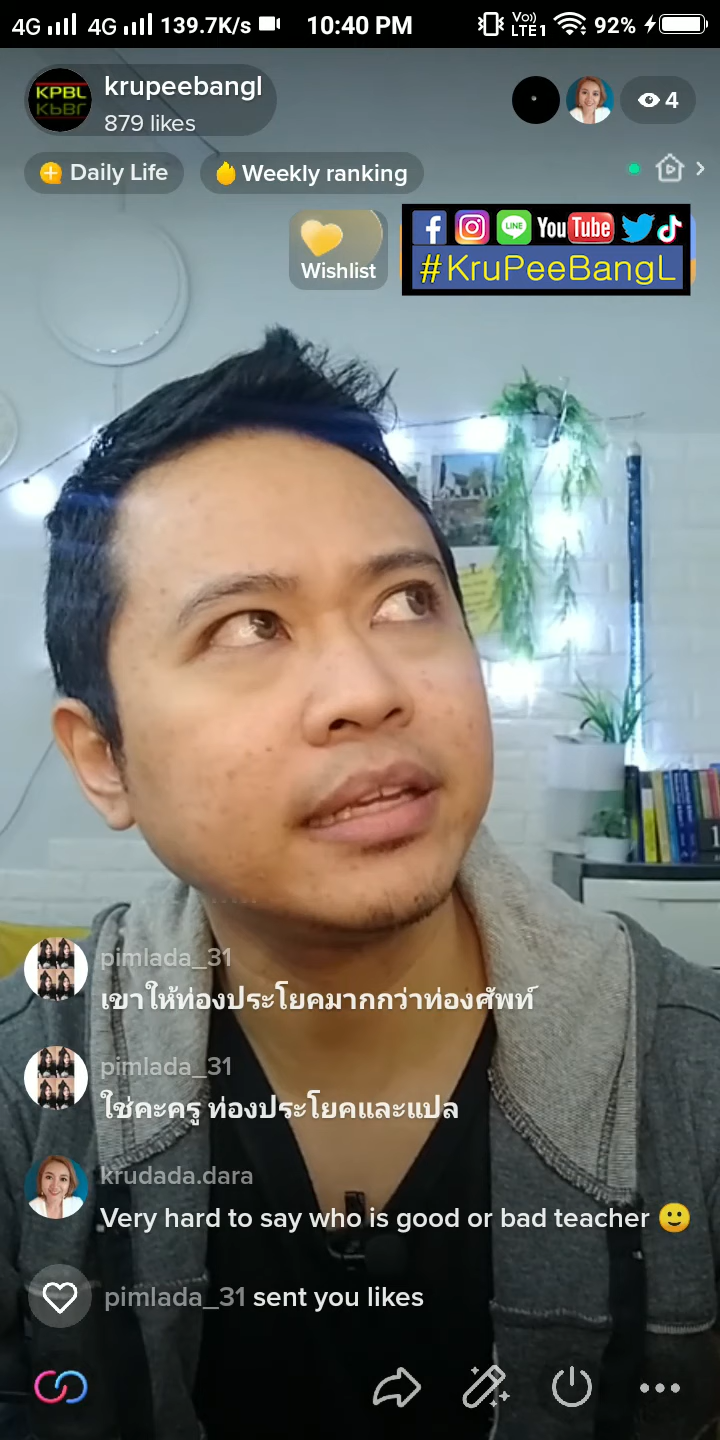 4G 4G 139.7K/s 10:40 PM Vo)) LTE1 92%
KPBL krupeebangl
879 likes
4
Daily Life Weekly ranking
Wishlist
LINE YouTube
#KruPeeBangL
pimlada_31
เขาให้ท่องประโยคมากกว่าท่องศัพท์
pimlada_31
ใช่คะครู ท่องประโยคและแปล
krudada.dara
Very hard to say who is good or bad teacher 🙂
pimlada_31 sent you likes